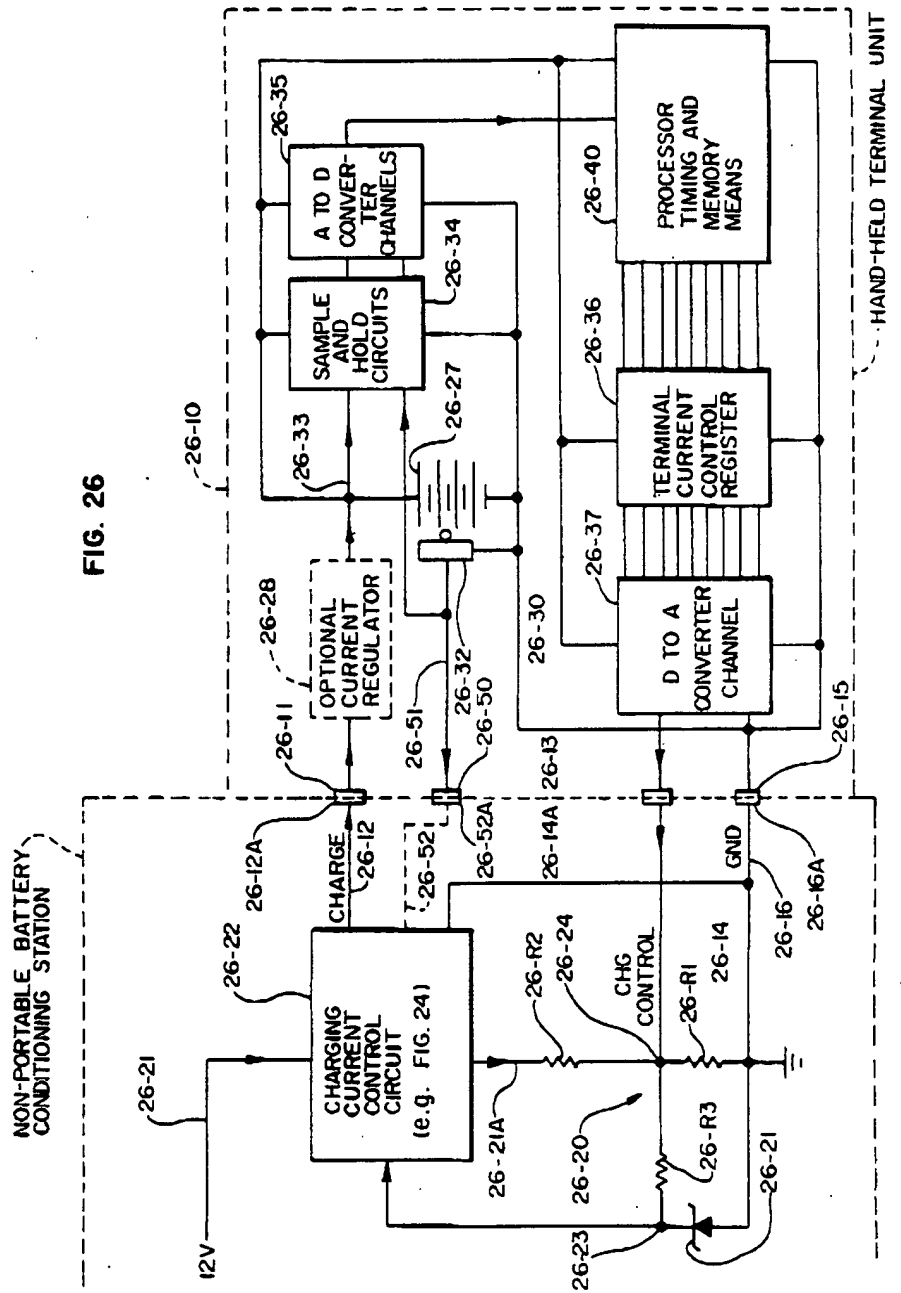 FIG. 26
NON-PORTABLE BATTERY
CONDITIONING STATION
26-21
12V
26-22
CHARGING
CURRENT
CONTROL
CIRCUIT
(e.g. FIG. 24)
26-12A
26-11
CHARGE
26-12
26-52
26-52A
26-50
26-51
26-21A
26-R2
26-24
CHG
CONTROL
26-14A
26-13
26-20
26-R1
26-14
GND
26-16
26-16A
26-15
26-R3
26-23
26-21
26-10
26-28
OPTIONAL
CURRENT
REGULATOR
26-33
26-32
26-30
26-27
SAMPLE
AND
HOLD
CIRCUITS
26-34
A TO D
CONVER-
TER
CHANNELS
26-35
26-37
D TO A
CONVERTER
CHANNEL
26-36
TERMINAL
CURRENT
CONTROL
REGISTER
26-40
PROCESSOR
TIMING AND
MEMORY
MEANS
HAND-HELD TERMINAL UNIT